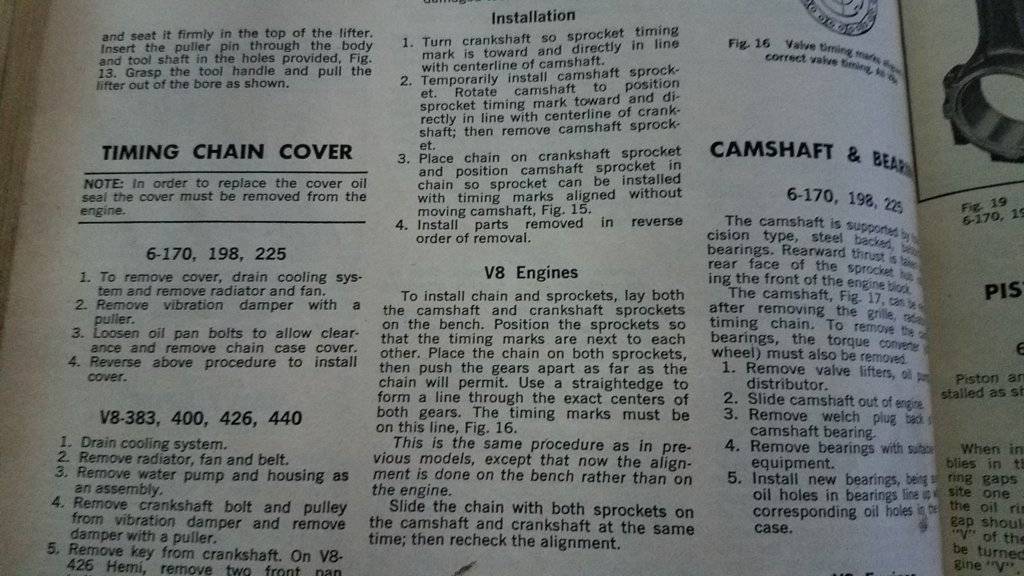 and seat it firmly in the top of the lifter.
Insert the puller pin through the body
and tool shaft in the holes provided, Fig.
13. Grasp the tool handle and pull the
lifter out of the bore as shown.
TIMING CHAIN COVER
NOTE: In order to replace the cover oil
seal the cover must be removed from the
engine.
6-170, 198, 225
1. To remove cover, drain cooling sys-
tem and remove radiator and fan.
2. Remove vibration damper with a
puller.
3. Loosen oil pan bolts to allow clear-
ance and remove chain case cover.
4. Reverse above procedure to install
cover.
V8-383, 400, 426, 440
1. Drain cooling system.
2. Remove radiator, fan and belt.
3. Remove water pump and housing as
an assembly.
4. Remove crankshaft bolt and pulley
from vibration damper and remove
damper with a puller.
5. Remove key from crankshaft. On V8-
426 Hemi, remove two front pan
Installation
1. Turn crankshaft so sprocket timing
mark is toward and directly in line
with centerline of camshaft.
2. Temporarily install camshaft sprock-
et. Rotate camshaft to position
sprocket timing mark toward and di-
rectly in line with centerline of crank-
shaft; then remove camshaft sprock-
et.
3. Place chain on crankshaft sprocket
and position camshaft sprocket in
chain so sprocket can be installed
with timing marks aligned without
moving camshaft, Fig. 15.
4. Install parts removed in reverse
order of removal.
V8 Engines
To install chain and sprockets, lay both
the camshaft and crankshaft sprockets
on the bench. Position the sprockets so
that the timing marks are next to each
other. Place the chain on both sprockets,
then push the gears apart as far as the
chain will permit. Use a straightedge to
form a line through the exact centers of
both gears. The timing marks must be
on this line, Fig. 16.
This is the same procedure as in pre-
vious models, except that now the align-
ment is done on the bench rather than on
the engine.
Slide the chain with both sprockets on
the camshaft and crankshaft at the same
time; then recheck the alignment.
Fig. 16 Valve timing marks
correct valve timing.
CAMSHAFT &
6-170, 198, 225
The camshaft is supported by
cision type, steel backed,
bearings. Rearward thrust is
rear face of the sprocket hub
ing the front of the engine block.
The camshaft, Fig. 17, can be
after removing the grille,
timing chain. To remove the
bearings, the torque converter
wheel) must also be removed.
1. Remove valve lifters, oil
distributor.
2. Slide camshaft out of engine.
3. Remove welch plug back
camshaft bearing.
4. Remove bearings with
equipment.
5. Install new bearings, being
oil holes in bearings line up
corresponding oil holes in
case.
Fig. 19
6-170,
Piston
stalled as
When
blies in
ring gaps
site one
the oil
gap
"V" of the
be turned
gine "V"